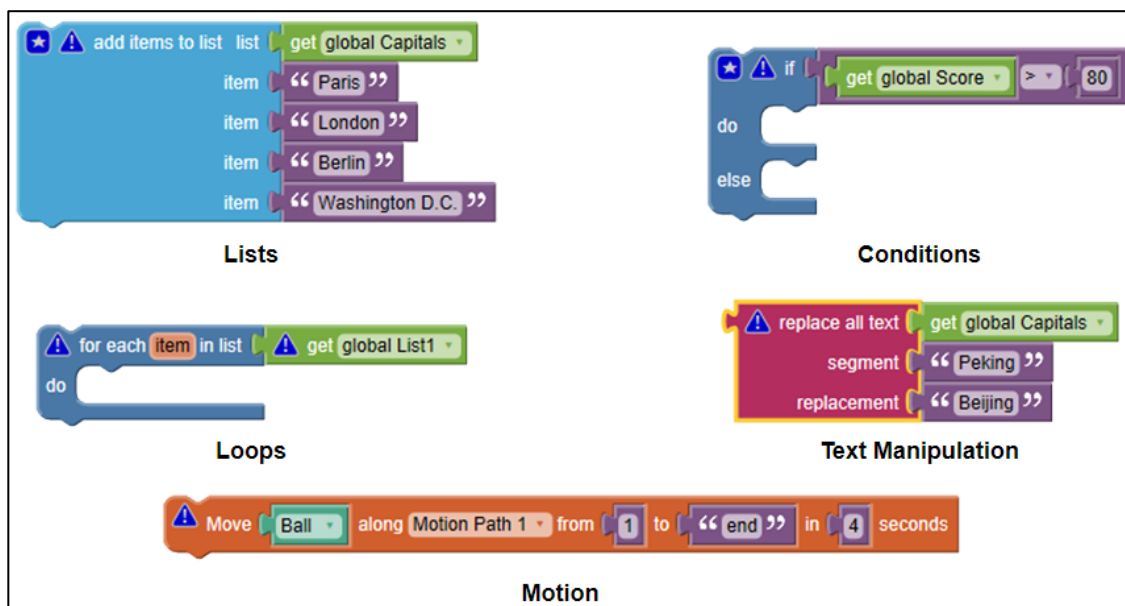 add items to list list get global Capitals
item “ Paris ”
item “ London ”
item “ Berlin ”
item “ Washington D.C. ”
Lists
if get global Score > 80
do
else
Conditions
for each item in list get global List1
do
Loops
replace all text get global Capitals
segment “ Peking ”
replacement “ Beijing ”
Text Manipulation
Move Ball along Motion Path 1 from 1 to “ end ” in 4 seconds
Motion